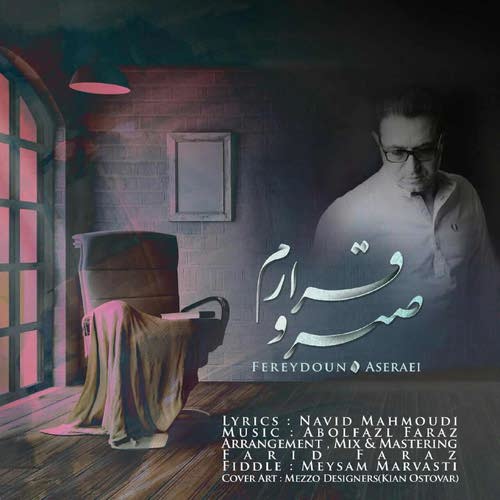 صبر و
قرارم
FEREYDOUN ASERAEI
LYRICS : NAVID MAHMOUDI
MUSIC : ABOLFAZL FARAZ
ARRANGEMENT , MIX & MASTERING
FARID FARAZ
FIDDLE : MEYSAM MARVASTI
COVER ART : MEZZO DESIGNERS(KIAN OSTOVAR)